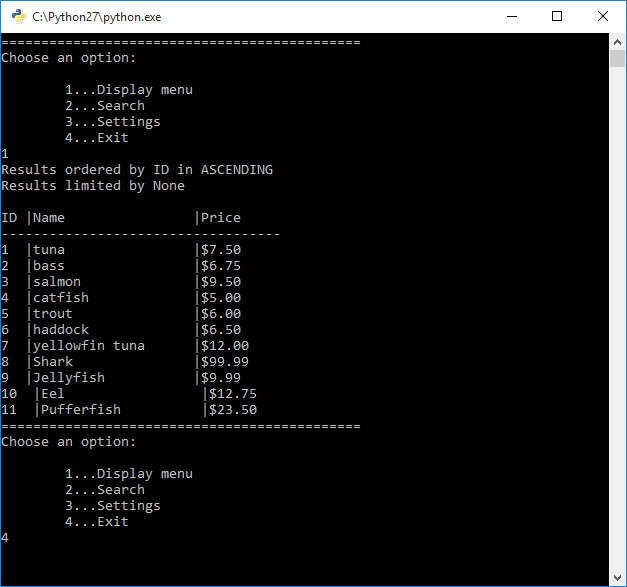 C:\Python27\python.exe
=============================================
Choose an option:
        1...Display menu
        2...Search
        3...Settings
        4...Exit
1
Results ordered by ID in ASCENDING
Results limited by None
ID |Name                |Price
-----------------------------------
1  |tuna                |$7.50
2  |bass                |$6.75
3  |salmon              |$9.50
4  |catfish             |$5.00
5  |trout               |$6.00
6  |haddock             |$6.50
7  |yellowfin tuna      |$12.00
8  |Shark               |$99.99
9  |Jellyfish           |$9.99
10  |Eel                 |$12.75
11  |Pufferfish          |$23.50
=============================================
Choose an option:
        1...Display menu
        2...Search
        3...Settings
        4...Exit
4